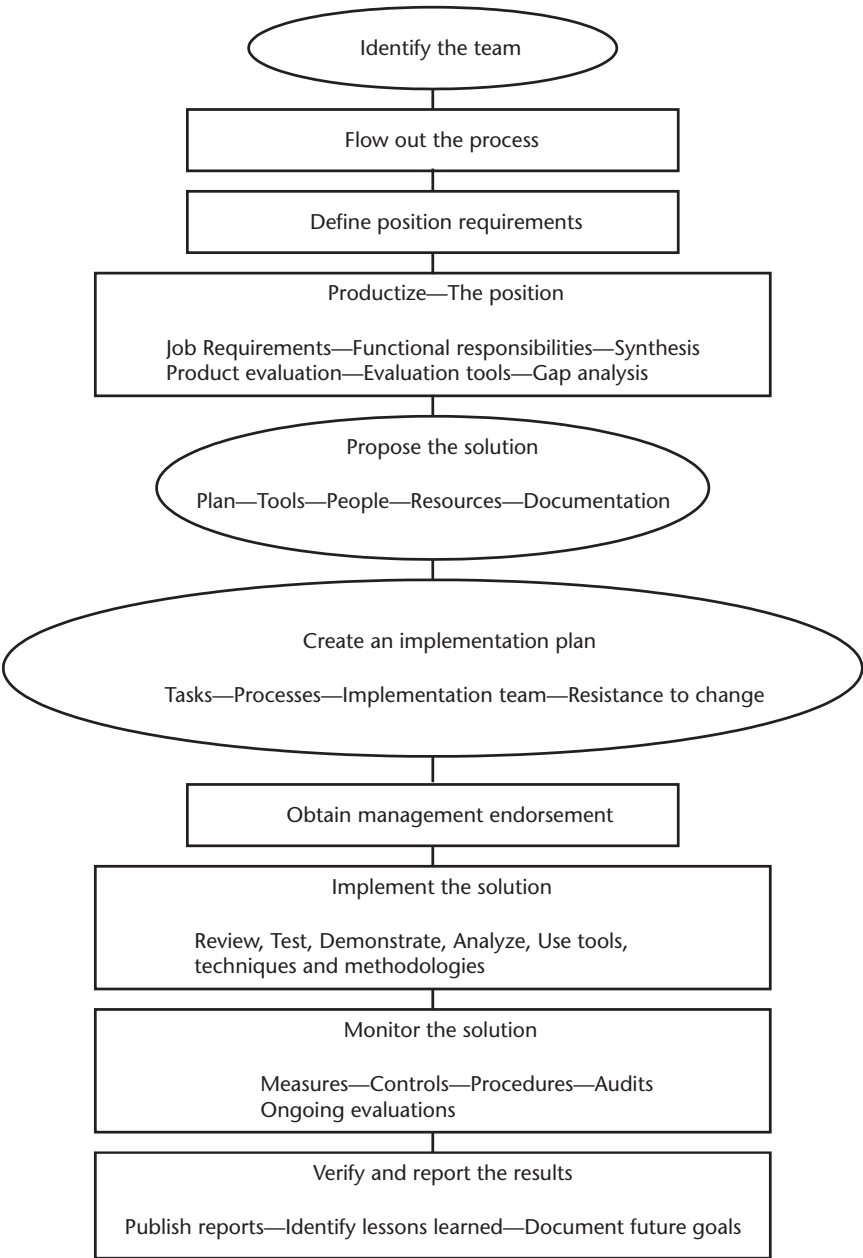 Identify the team
Flow out the process
Define position requirements
Productize—The position
Job Requirements—Functional responsibilities—Synthesis
Product evaluation—Evaluation tools—Gap analysis
Propose the solution
Plan—Tools—People—Resources—Documentation
Create an implementation plan
Tasks—Processes—Implementation team—Resistance to change
Obtain management endorsement
Implement the solution
Review, Test, Demonstrate, Analyze, Use tools,
techniques and methodologies
Monitor the solution
Measures—Controls—Procedures—Audits
Ongoing evaluations
Verify and report the results
Publish reports—Identify lessons learned—Document future goals